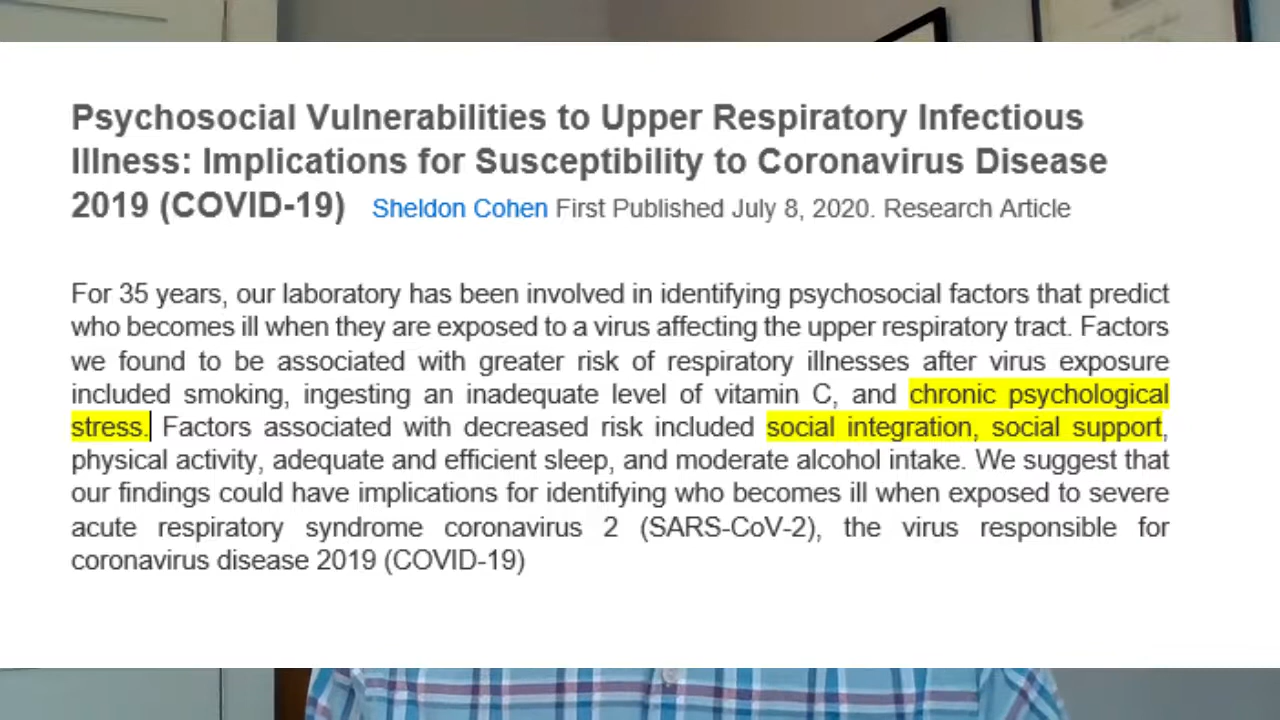 Psychosocial Vulnerabilities to Upper Respiratory Infectious
Illness: Implications for Susceptibility to Coronavirus Disease
2019 (COVID-19) Sheldon Cohen First Published July 8, 2020. Research Article
For 35 years, our laboratory has been involved in identifying psychosocial factors that predict
who becomes ill when they are exposed to a virus affecting the upper respiratory tract. Factors
we found to be associated with greater risk of respiratory illnesses after virus exposure
included smoking, ingesting an inadequate level of vitamin C, and chronic psychological
stress. Factors associated with decreased risk included social integration, social support,
physical activity, adequate and efficient sleep, and moderate alcohol intake. We suggest that
our findings could have implications for identifying who becomes ill when exposed to severe
acute respiratory syndrome coronavirus 2 (SARS-CoV-2), the virus responsible for
coronavirus disease 2019 (COVID-19)